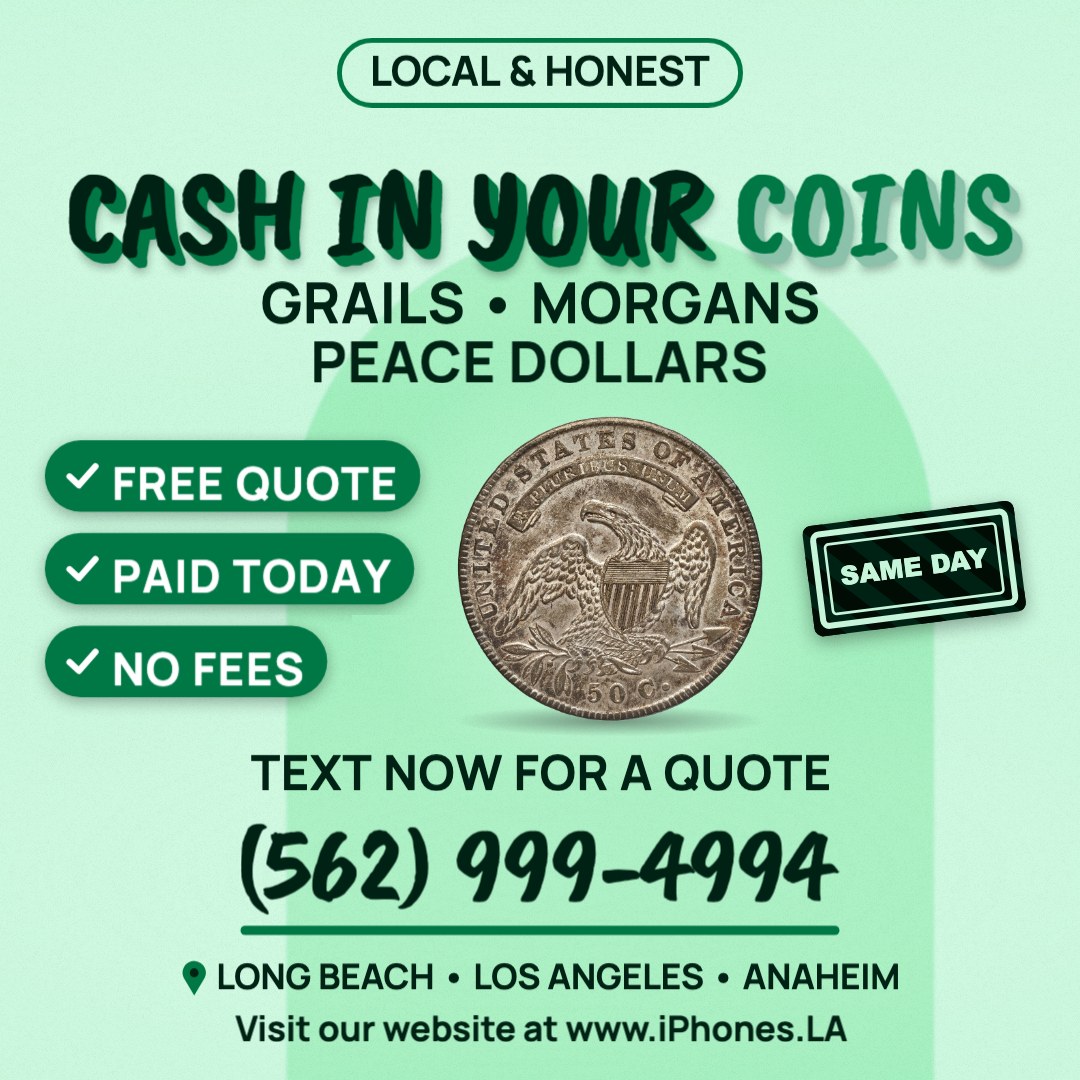 LOCAL & HONEST
CASH IN YOUR COINS
GRAILS • MORGANS
PEACE DOLLARS
FREE QUOTE
PAID TODAY
NO FEES
UNITED STATES OF AMERICA
E PLURIBUS UNUM
50 C.
SAME DAY
TEXT NOW FOR A QUOTE
(562) 999-4994
LONG BEACH • LOS ANGELES • ANAHEIM
Visit our website at www.iPhones.LA